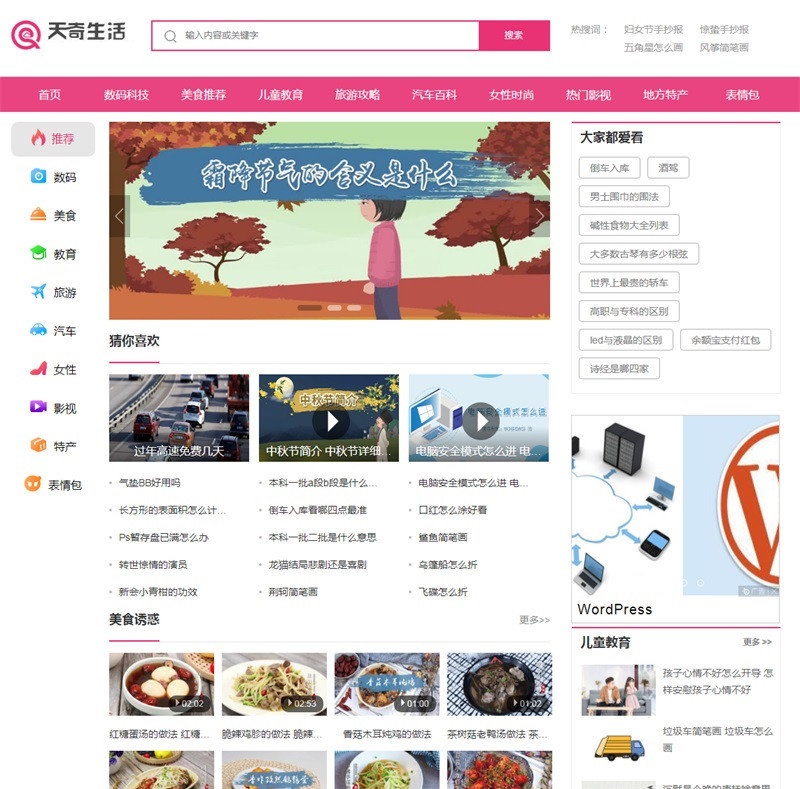 天奇生活
输入内容或关键字
搜索
热搜词：
妇女节手抄报
惊蛰手抄报
五角星怎么画
风筝简笔画
首页
数码科技
美食推荐
儿童教育
旅游攻略
汽车百科
女性时尚
热门影视
地方特产
表情包
推荐
数码
美食
教育
旅游
汽车
女性
影视
特产
表情包
霜降节气的含义是什么
猜你喜欢
过年高速免费几天
中秋节简介
中秋节简介 中秋节详细...
电脑安全模式怎么进
电脑安全模式怎么进 电...
气垫BB好用吗
本科一批a段b段是什么...
电脑安全模式怎么进 电...
长方形的表面积怎么计...
倒车入库看哪四点最准
口红怎么涂好看
Ps暂存盘已满怎么办
本科一批二批是什么意思
鲨鱼简笔画
转世惊情的演员
龙猫结局悲剧还是喜剧
乌篷船怎么折
新会小青柑的功效
荆轲简笔画
飞碟怎么折
美食诱惑
更多>>
02:02
02:53
01:00
01:02
红糖蛋汤的做法 红糖...
脆辣鸡胗的做法 脆辣...
香菇木耳炖鸡的做法
茶树菇老鸭汤做法 茶...
大家都爱看
倒车入库
酒驾
男士围巾的围法
碱性食物大全列表
大多数古琴有多少根弦
世界上最贵的轿车
高职与专科的区别
led与液晶的区别
余额宝支付红包
诗经是哪四家
WordPress
儿童教育
更多 >>
孩子心情不好怎么开导 怎
样安慰孩子心情不好
垃圾车简笔画 垃圾车怎么
画